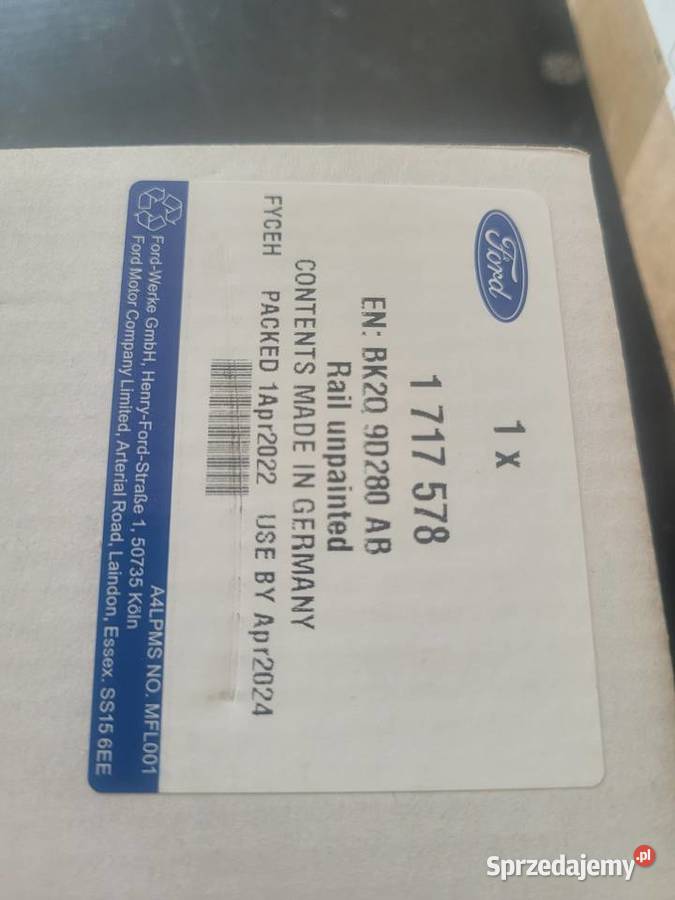 Ford
1 x
1 717 578
EN: BK2Q 9D280 AB
Rail unpainted
CONTENTS MADE IN GERMANY
FYCEH PACKED 1Apr2022 USE BY Apr2024
A4LPMS NO. MFL001
Ford-Werke GmbH, Henry-Ford-Straße 1, 50735 Köln
Ford Motor Company Limited, Arterial Road, Laindon, Essex. SS15 6EE
Sprzedajemy.pl